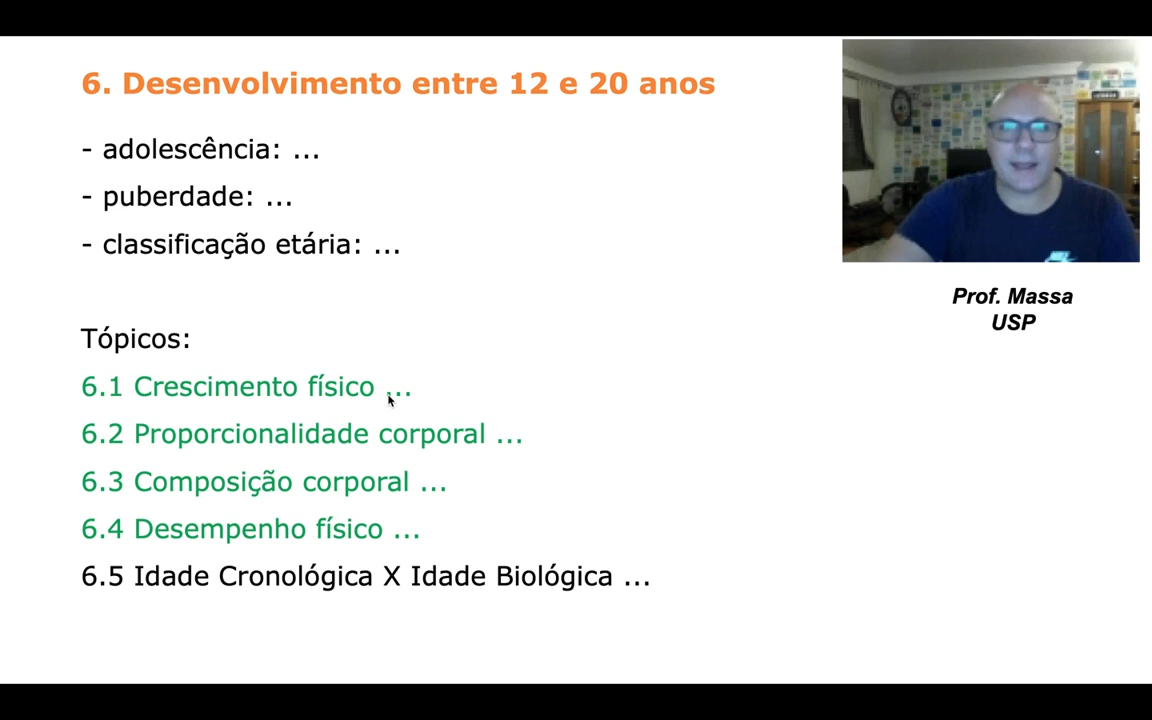 6. Desenvolvimento entre 12 e 20 anos
- adolescência: ...
- puberdade: ...
- classificação etária: ...
Tópicos:
6.1 Crescimento físico ...
6.2 Proporcionalidade corporal ...
6.3 Composição corporal ...
6.4 Desempenho físico ...
6.5 Idade Cronológica X Idade Biológica ...
Prof. Massa
USP